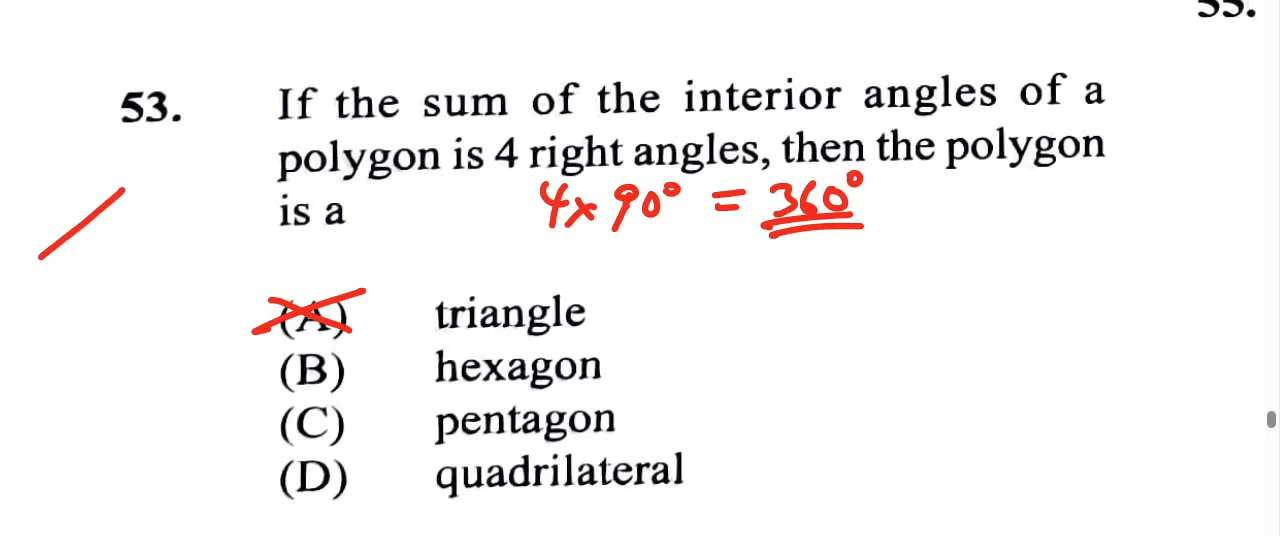 55.
53. If the sum of the interior angles of a
polygon is 4 right angles, then the polygon
is a
4 x 90° = 360°
(A) triangle
(B) hexagon
(C) pentagon
(D) quadrilateral